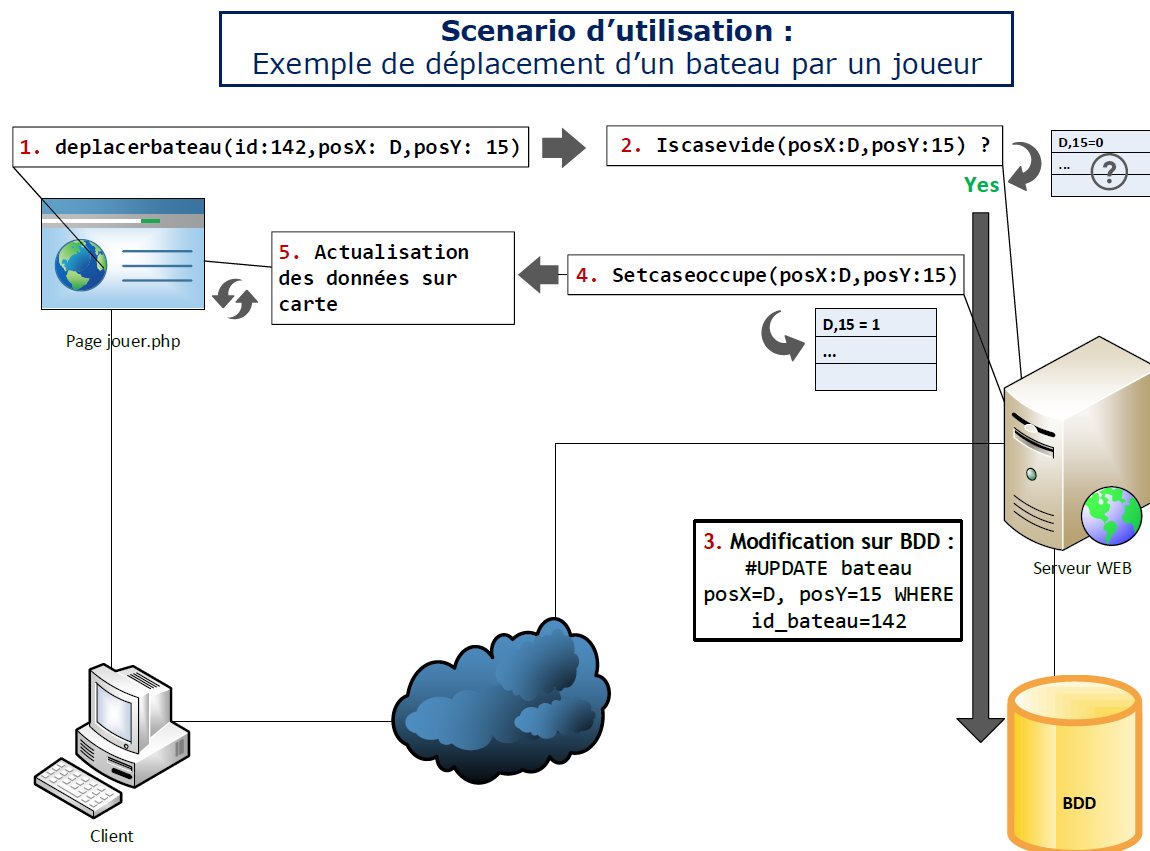 Scenario d’utilisation :
Exemple de déplacement d’un bateau par un joueur
1. deplacerbateau(id:142,posX: D,posY: 15)
2. Iscasevide(posX:D,posY:15) ?
D,15=0
...
?
Yes
5. Actualisation
des données sur
carte
4. Setcaseoccupe(posX:D,posY:15)
Page jouer.php
D,15 = 1
...
3. Modification sur BDD :
#UPDATE bateau
posX=D, posY=15 WHERE
id_bateau=142
Serveur WEB
BDD
Client